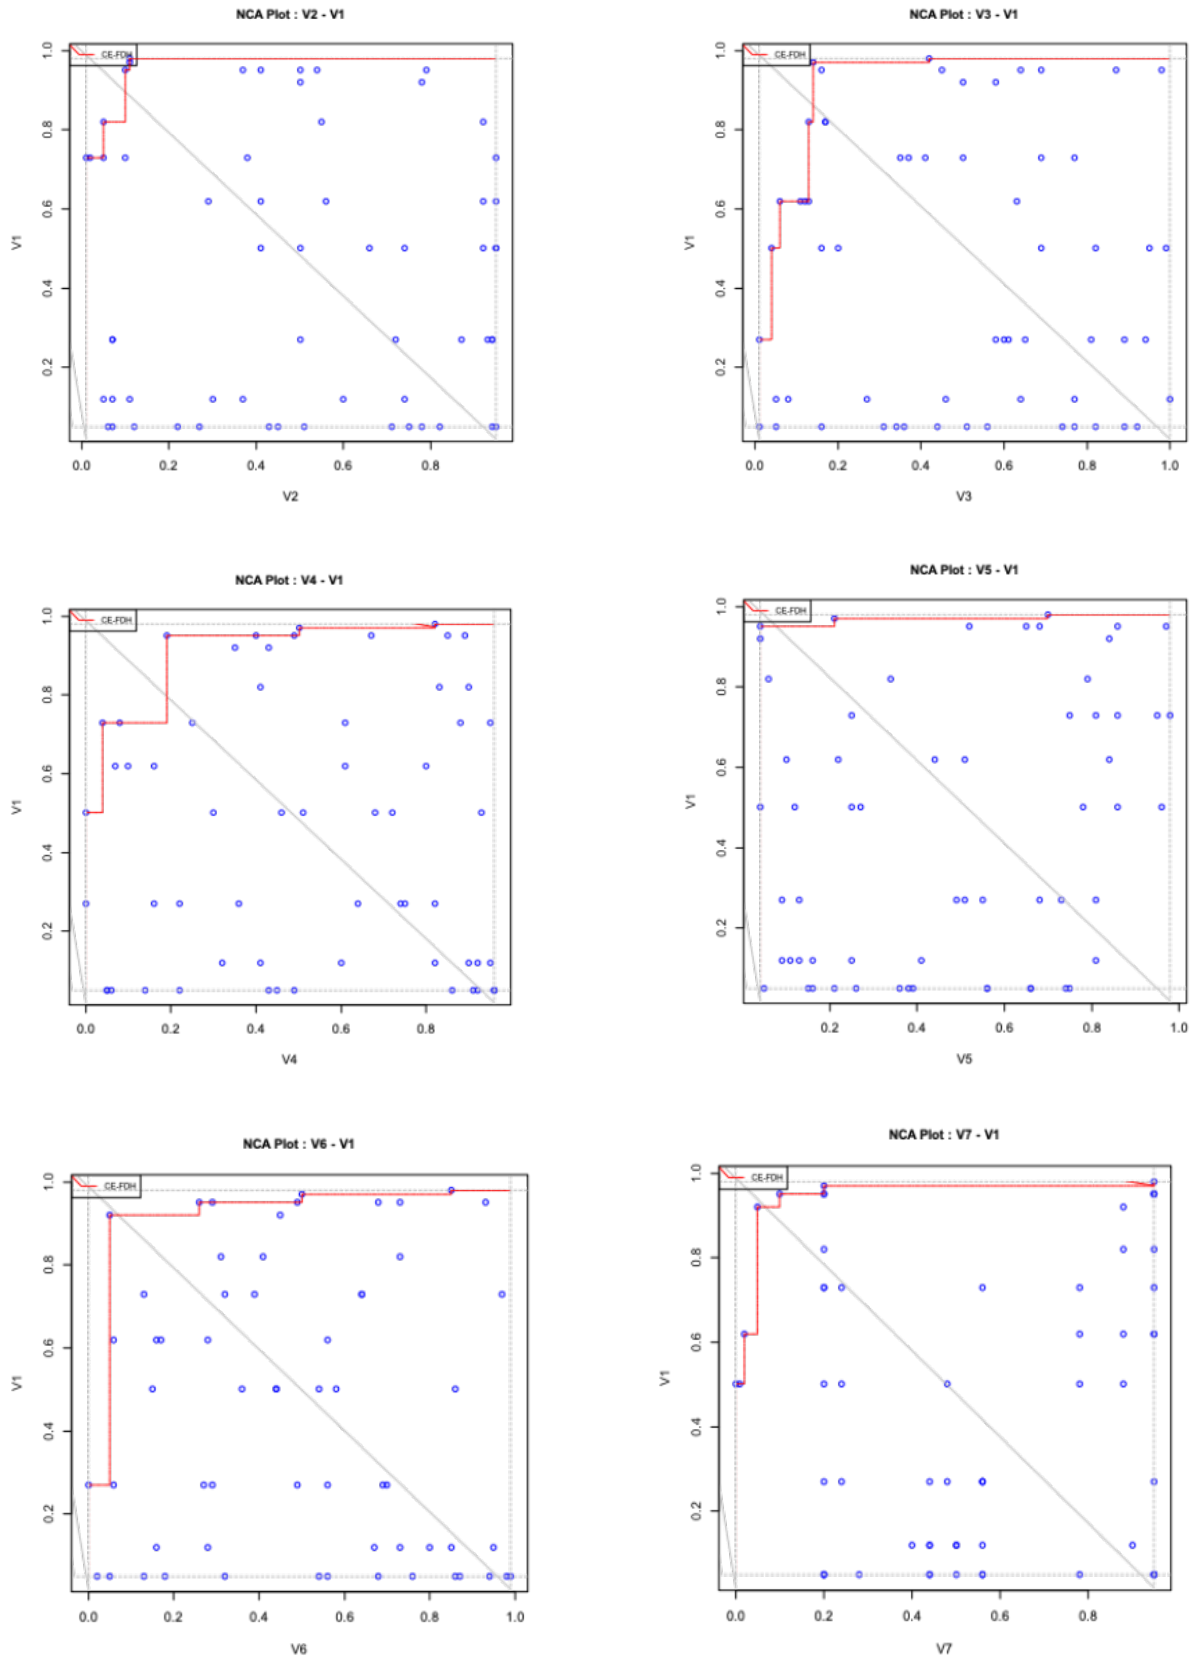 NCA Plot : V2 - V1
CE-FDH
1.0
0.8
0.6
0.4
0.2
V1
0.0 0.2 0.4 0.6 0.8
V2
NCA Plot : V3 - V1
CE-FDH
1.0
0.8
0.6
0.4
0.2
V1
0.0 0.2 0.4 0.6 0.8 1.0
V3
NCA Plot : V4 - V1
CE-FDH
1.0
0.8
0.6
0.4
0.2
V1
0.0 0.2 0.4 0.6 0.8
V4
NCA Plot : V5 - V1
CE-FDH
1.0
0.8
0.6
0.4
0.2
V1
0.2 0.4 0.6 0.8 1.0
V5
NCA Plot : V6 - V1
CE-FDH
1.0
0.8
0.6
0.4
0.2
V1
0.0 0.2 0.4 0.6 0.8 1.0
V6
NCA Plot : V7 - V1
CE-FDH
1.0
0.8
0.6
0.4
0.2
V1
0.0 0.2 0.4 0.6 0.8
V7